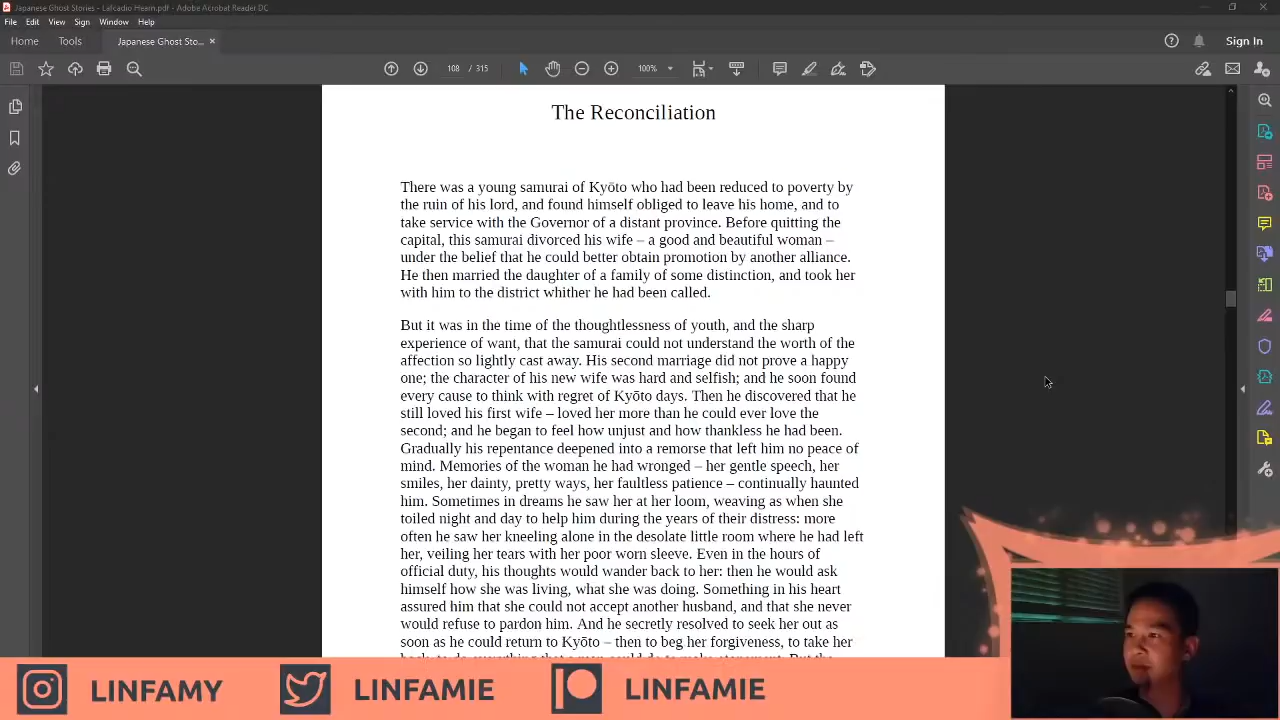 Japanese Ghost Stories - Lafcadio Hearn.pdf - Adobe Acrobat Reader DC
File Edit View Sign Window Help
Home Tools Japanese Ghost Sto... × Sign In
108 / 315 100%
The Reconciliation
There was a young samurai of Kyōto who had been reduced to poverty by
the ruin of his lord, and found himself obliged to leave his home, and to
take service with the Governor of a distant province. Before quitting the
capital, this samurai divorced his wife – a good and beautiful woman –
under the belief that he could better obtain promotion by another alliance.
He then married the daughter of a family of some distinction, and took her
with him to the district whither he had been called.
But it was in the time of the thoughtlessness of youth, and the sharp
experience of want, that the samurai could not understand the worth of the
affection so lightly cast away. His second marriage did not prove a happy
one; the character of his new wife was hard and selfish; and he soon found
every cause to think with regret of Kyōto days. Then he discovered that he
still loved his first wife – loved her more than he could ever love the
second; and he began to feel how unjust and how thankless he had been.
Gradually his repentance deepened into a remorse that left him no peace of
mind. Memories of the woman he had wronged – her gentle speech, her
smiles, her dainty, pretty ways, her faultless patience – continually haunted
him. Sometimes in dreams he saw her at her loom, weaving as when she
toiled night and day to help him during the years of their distress: more
often he saw her kneeling alone in the desolate little room where he had left
her, veiling her tears with her poor worn sleeve. Even in the hours of
official duty, his thoughts would wander back to her: then he would ask
himself how she was living, what she was doing. Something in his heart
assured him that she could not accept another husband, and that she never
would refuse to pardon him. And he secretly resolved to seek her out as
soon as he could return to Kyōto – then to beg her forgiveness, to take her
LINFAMY LINFAMIE LINFAMIE